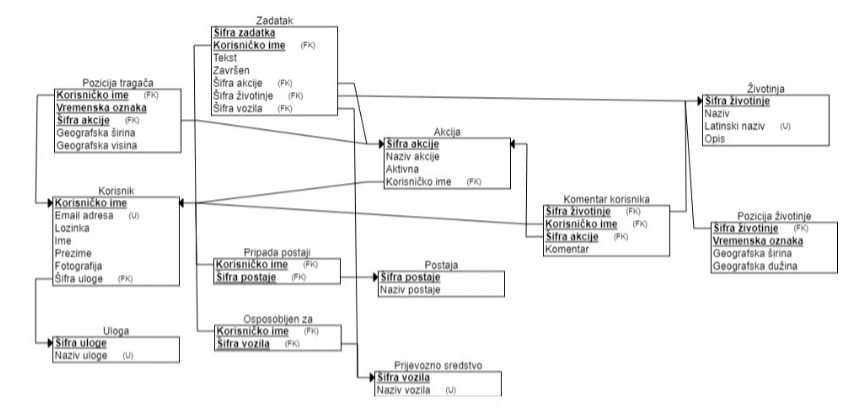 Zadatak
Šifra zadatka
Korisničko ime (FK)
Tekst
Završen
Šifra akcije (FK)
Šifra životinje (FK)
Šifra vozila (FK)
Pozicija tragača
Korisničko ime (FK)
Vremenska oznaka
Šifra akcije (FK)
Geografska širina
Geografska visina
Životinja
Šifra životinje
Naziv
Latinski naziv (U)
Opis
Akcija
Šifra akcije
Naziv akcije
Aktivna
Korisničko ime (FK)
Korisnik
Korisničko ime
Email adresa (U)
Lozinka
Ime
Prezime
Fotografija
Šifra uloge (FK)
Komentar korisnika
Šifra životinje (FK)
Korisničko ime (FK)
Šifra akcije (FK)
Komentar
Pozicija životinje
Šifra životinje (FK)
Vremenska oznaka
Geografska širina
Geografska dužina
Pripada postaji
Korisničko ime (FK)
Šifra postaje (FK)
Postaja
Šifra postaje
Naziv postaje
Uloga
Šifra uloge
Naziv uloge (U)
Osposobljen za
Korisničko ime (FK)
Šifra vozila (FK)
Prijevozno sredstvo
Šifra vozila
Naziv vozila (U)